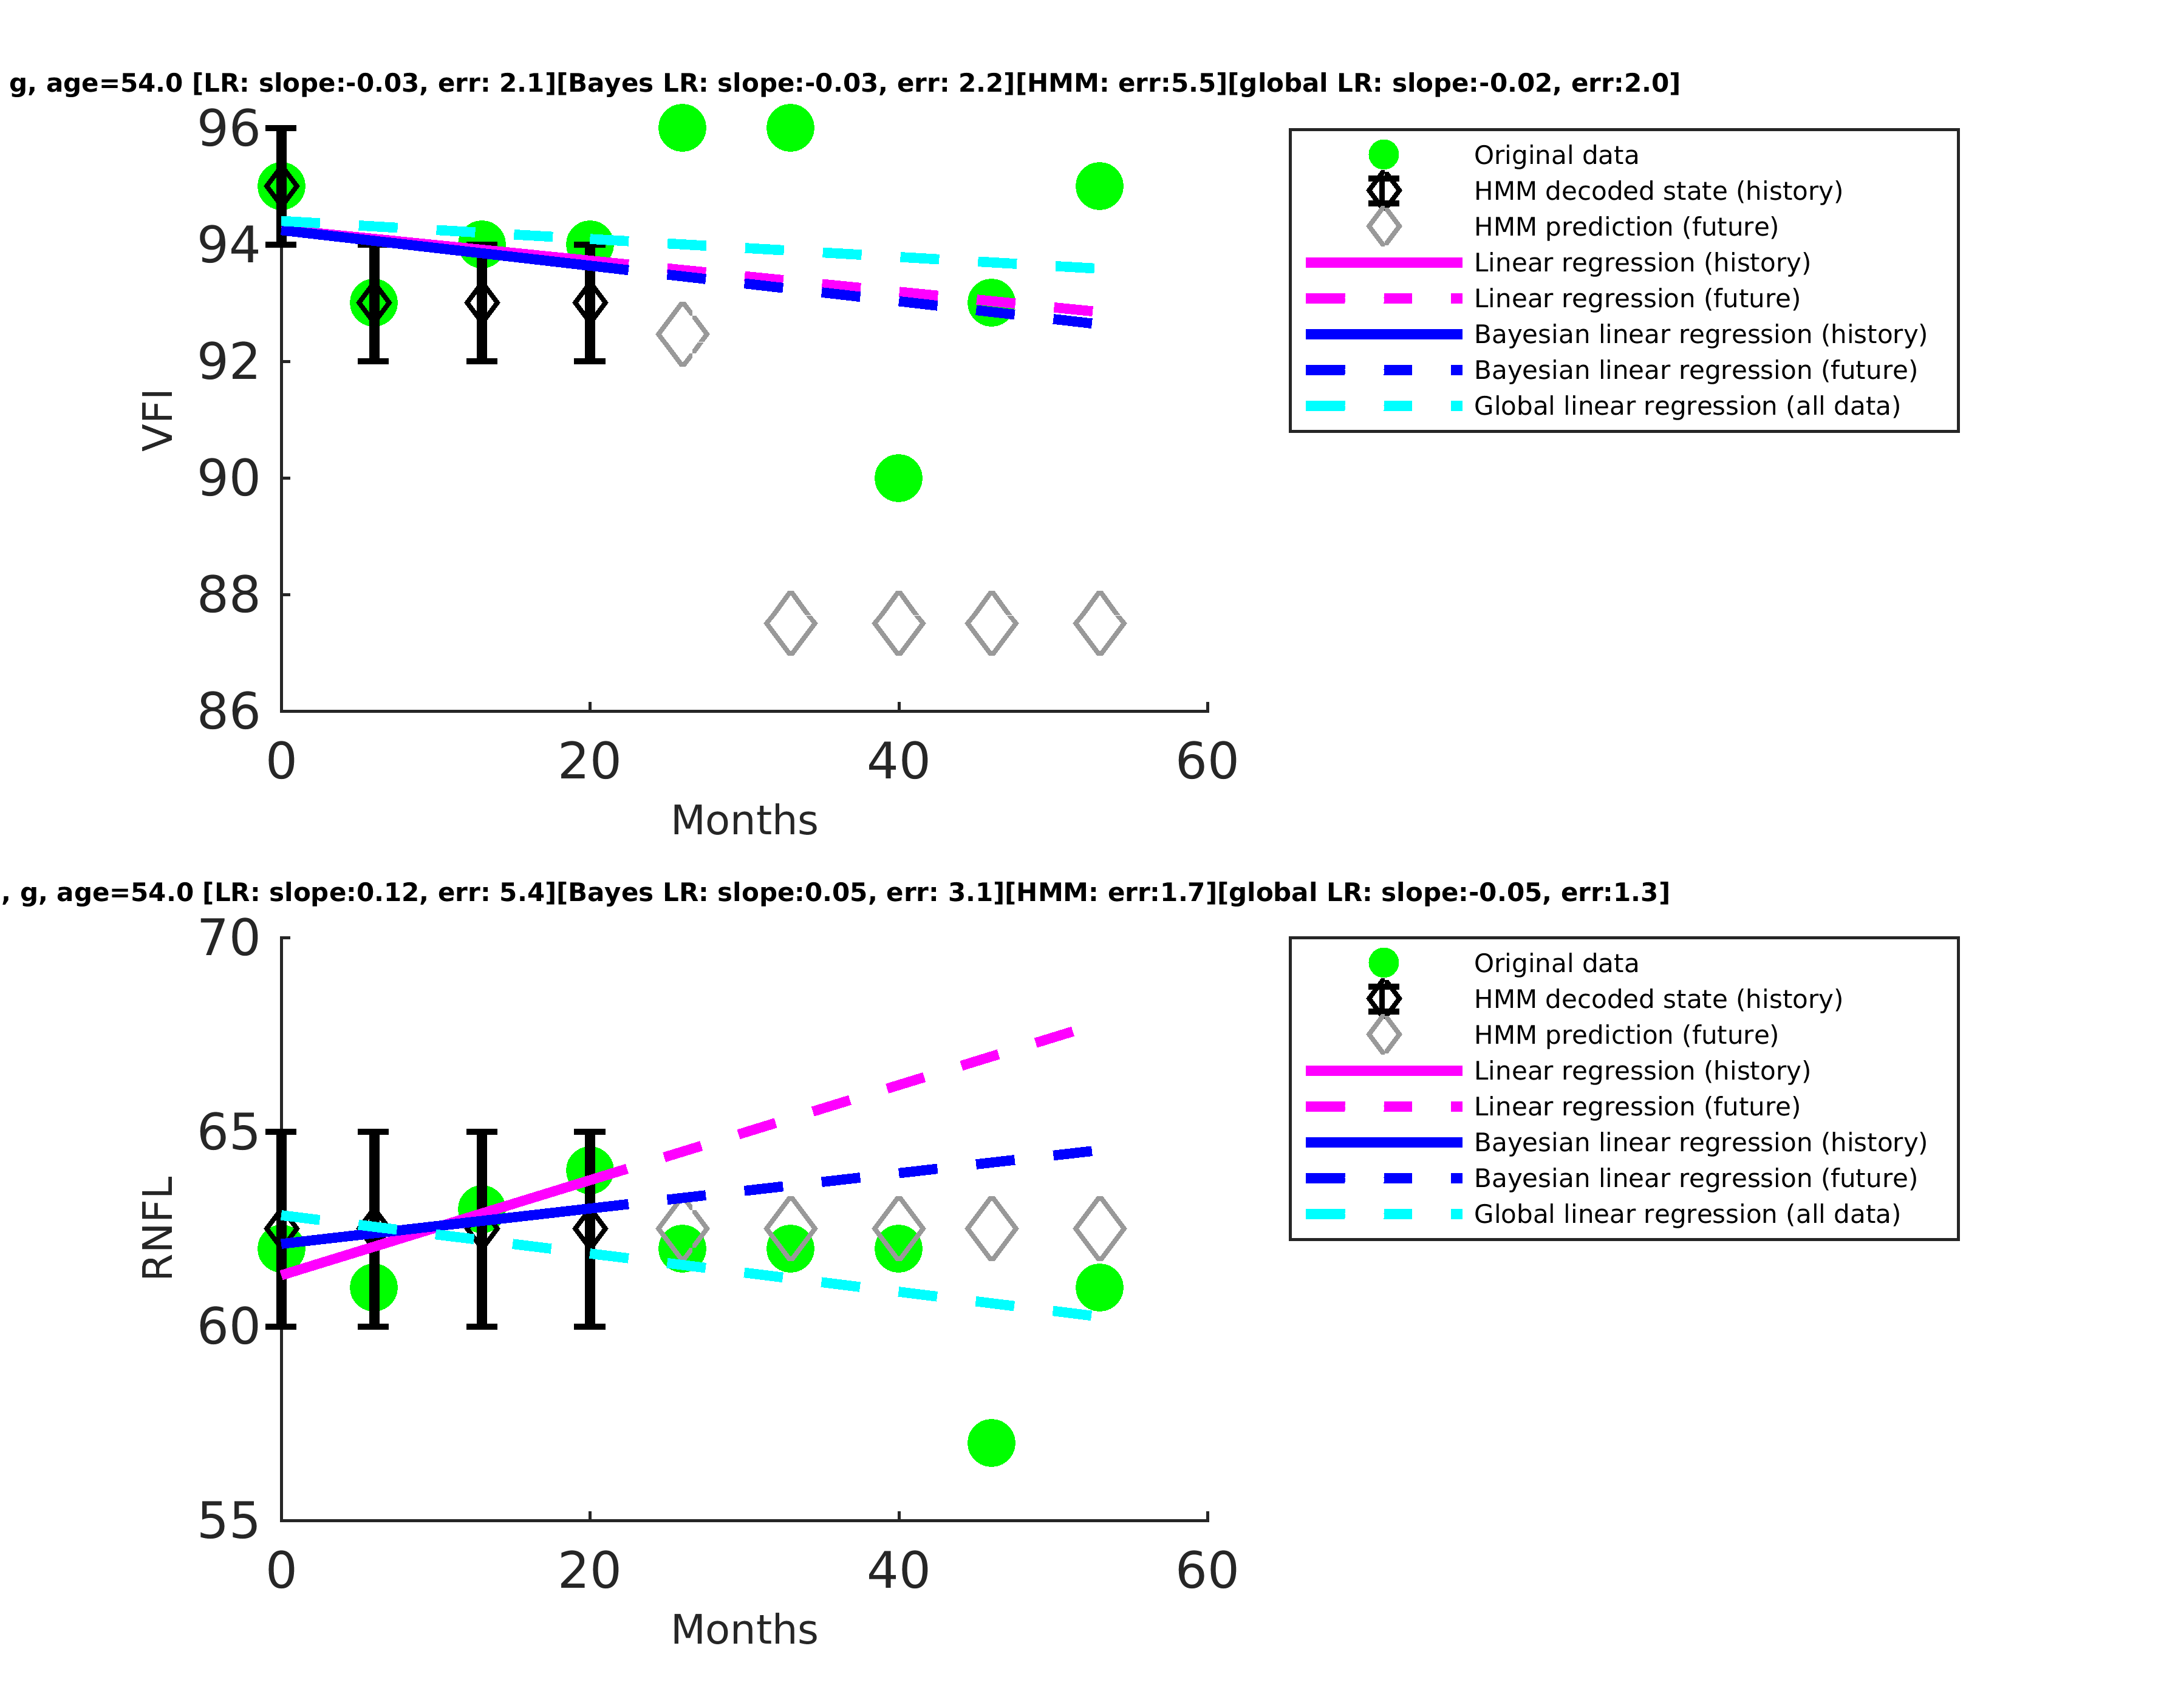 g, age=54.0 [LR: slope:-0.03, err: 2.1][Bayes LR: slope:-0.03, err: 2.2][HMM: err:5.5][global LR: slope:-0.02, err:2.0]
96
94
92
90
88
86
VFI
0 20 40 60
Months
Original data
HMM decoded state (history)
HMM prediction (future)
Linear regression (history)
Linear regression (future)
Bayesian linear regression (history)
Bayesian linear regression (future)
Global linear regression (all data)
, g, age=54.0 [LR: slope:0.12, err: 5.4][Bayes LR: slope:0.05, err: 3.1][HMM: err:1.7][global LR: slope:-0.05, err:1.3]
70
65
60
55
RNFL
0 20 40 60
Months
Original data
HMM decoded state (history)
HMM prediction (future)
Linear regression (history)
Linear regression (future)
Bayesian linear regression (history)
Bayesian linear regression (future)
Global linear regression (all data)